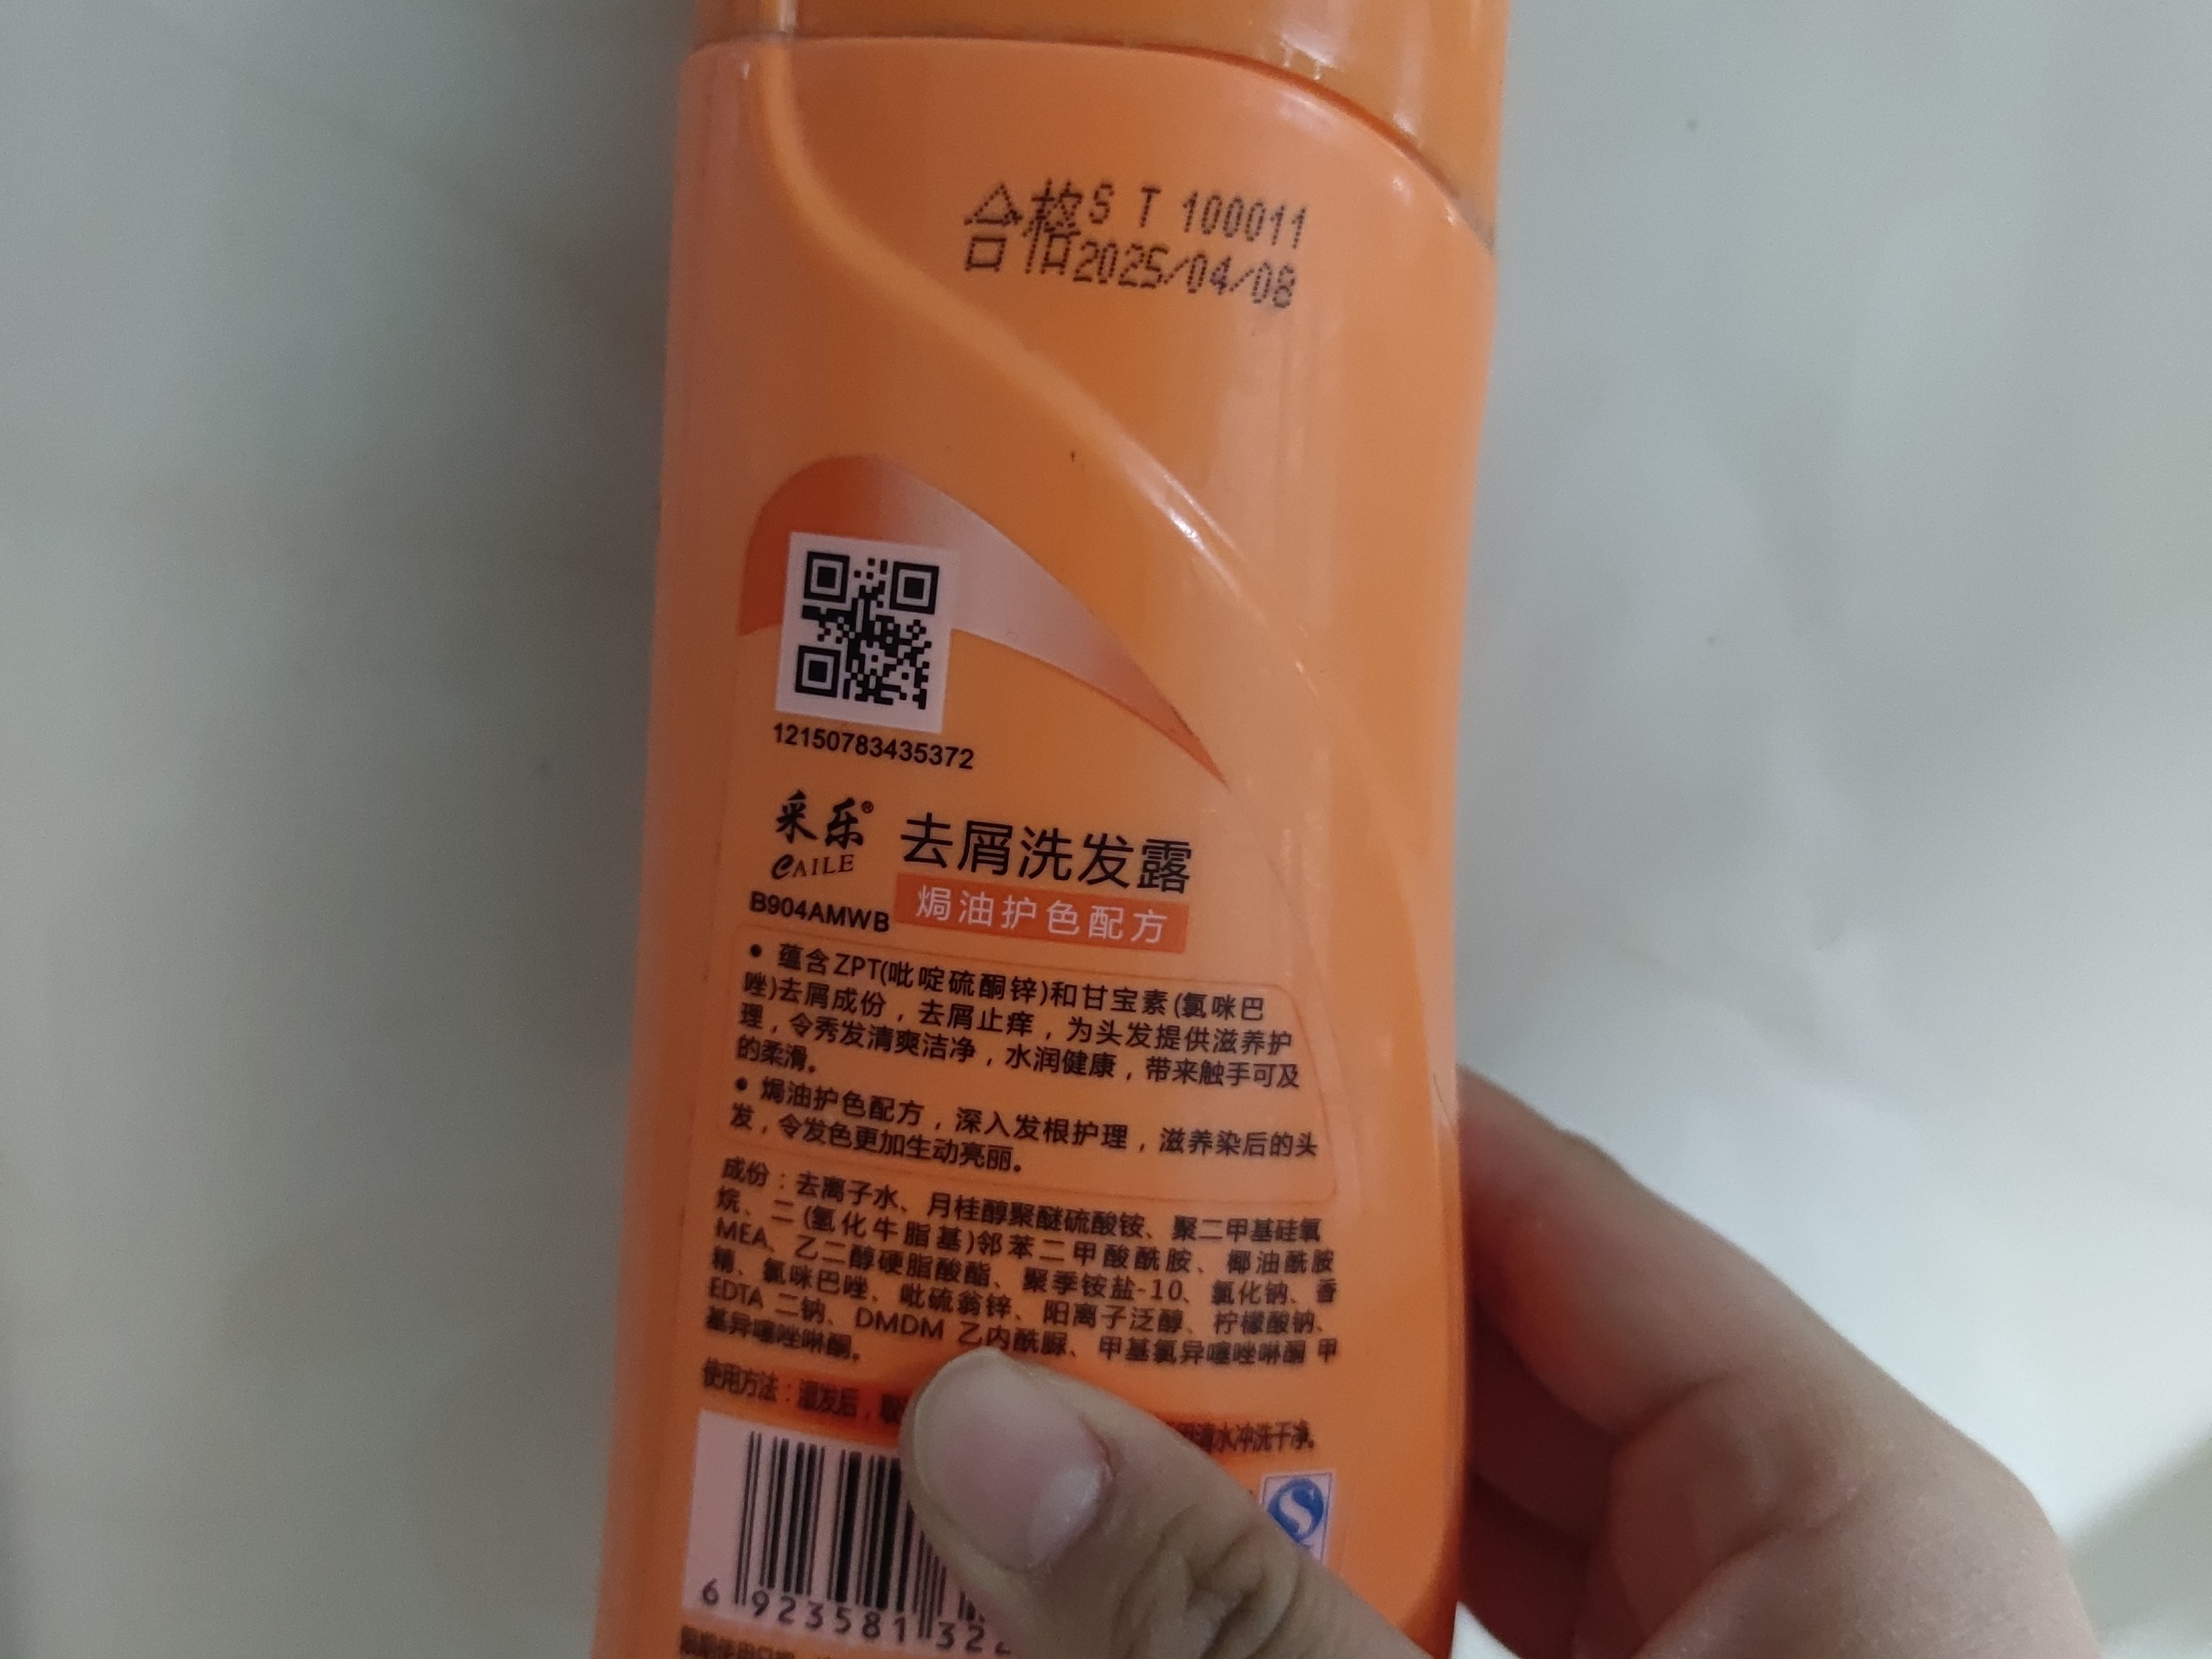 合格 S T 100011
2025/04/08
12150783435372
采乐®
CAILE
去屑洗发露
B904AMWB
焗油护色配方
• 蕴含ZPT(吡啶硫酮锌)和甘宝素(氯咪巴
唑)去屑成份，去屑止痒，为头发提供滋养护
理，令秀发清爽洁净，水润健康，带来触手可及
的柔滑。
• 焗油护色配方，深入发根护理，滋养染后的头
发，令发色更加生动亮丽。
成份：去离子水、月桂醇聚醚硫酸铵、聚二甲基硅氧
烷、二(氢化牛脂基)邻苯二甲酸酰胺、椰油酰胺
MEA、乙二醇硬脂酸酯、聚季铵盐-10、氯化钠、香
精、氯咪巴唑、吡硫翁锌、阳离子泛醇、柠檬酸钠、
EDTA 二钠、DMDM 乙内酰脲、甲基氯异噻唑啉酮 甲
基异噻唑啉酮。
使用方法：湿发后，取 清水冲洗干净。
6 923581 32